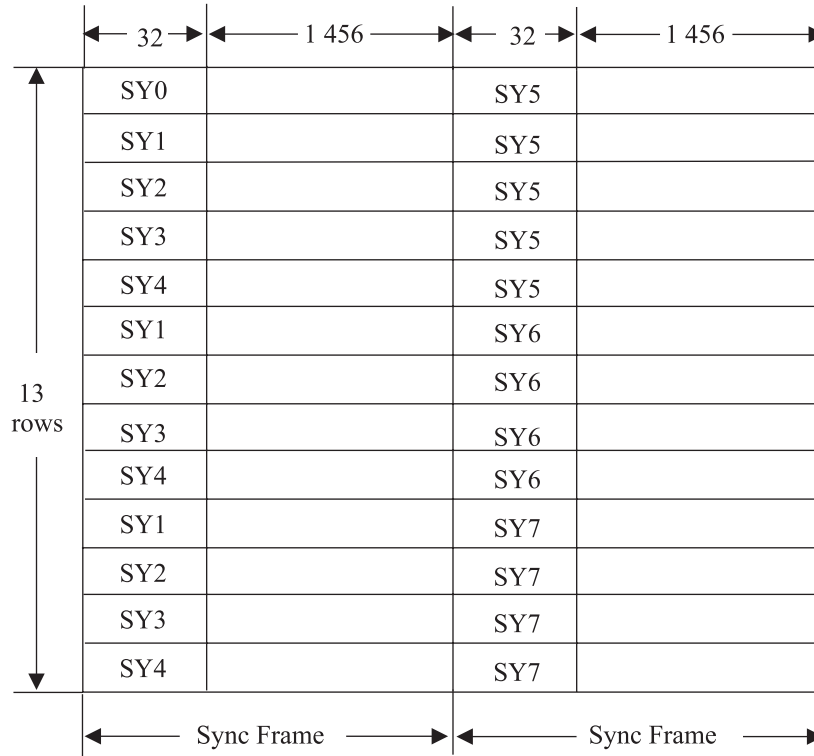 32 1 456 32 1 456
SY0 SY5
SY1 SY5
SY2 SY5
SY3 SY5
SY4 SY5
SY1 SY6
SY2 SY6
13
rows
SY3 SY6
SY4 SY6
SY1 SY7
SY2 SY7
SY3 SY7
SY4 SY7
Sync Frame Sync Frame